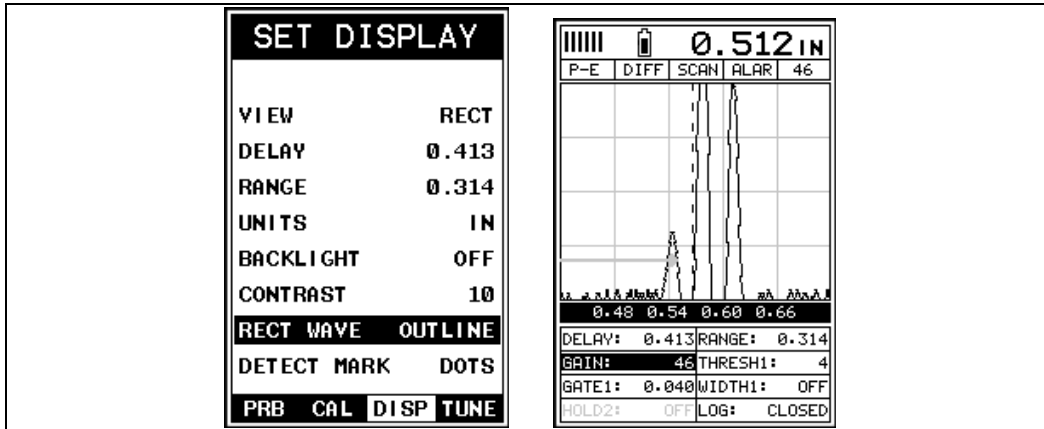 SET DISPLAY
VIEW RECT
DELAY 0.413
RANGE 0.314
UNITS IN
BACKLIGHT OFF
CONTRAST 10
RECT WAVE OUTLINE
DETECT MARK DOTS
PRB CAL DISP TUNE
0.512 IN
P-E DIFF SCAN ALAR 46
0.48 0.54 0.60 0.66
DELAY: 0.413 RANGE: 0.314
GAIN: 46 THRESH1: 4
GATE1: 0.040 WIDTH1: OFF
HOLD2: OFF LOG: CLOSED